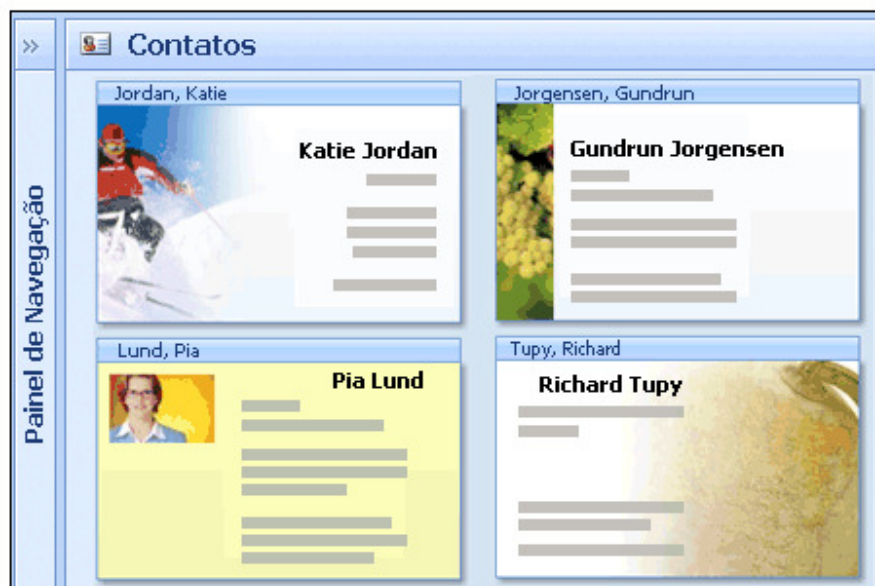 »
Contatos
Painel de Navegação
Jordan, Katie
Katie Jordan
Jorgensen, Gundrun
Gundrun Jorgensen
Lund, Pia
Pia Lund
Tupy, Richard
Richard Tupy